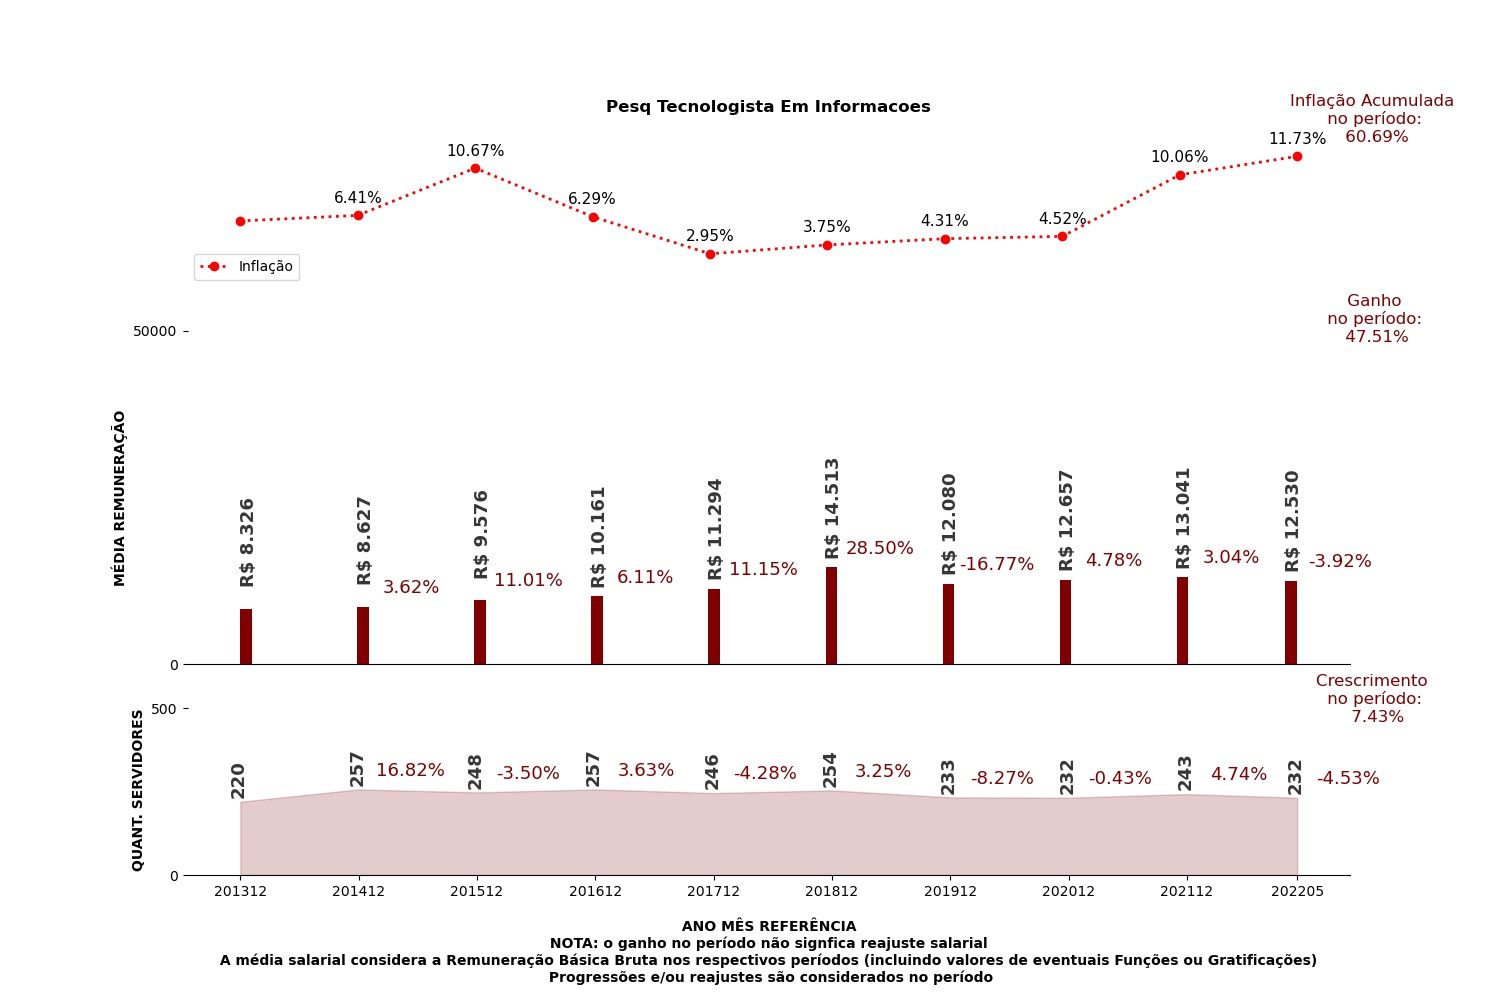 Pesq Tecnologista Em Informacoes
Inflação Acumulada
no período:
60.69%
6.41%
10.67%
6.29%
2.95%
3.75%
4.31%
4.52%
10.06%
11.73%
Inflação
Ganho
no período:
47.51%
MÉDIA REMUNERAÇÃO
50000
0
R$ 8.326
R$ 8.627
R$ 9.576
R$ 10.161
R$ 11.294
R$ 14.513
R$ 12.080
R$ 12.657
R$ 13.041
R$ 12.530
3.62%
11.01%
6.11%
11.15%
28.50%
-16.77%
4.78%
3.04%
-3.92%
Crescrimento
no período:
7.43%
QUANT. SERVIDORES
500
0
220
257
248
257
246
254
233
232
243
232
16.82%
-3.50%
3.63%
-4.28%
3.25%
-8.27%
-0.43%
4.74%
-4.53%
201312
201412
201512
201612
201712
201812
201912
202012
202112
202205
ANO MÊS REFERÊNCIA
NOTA: o ganho no período não signfica reajuste salarial
A média salarial considera a Remuneração Básica Bruta nos respectivos períodos (incluindo valores de eventuais Funções ou Gratificações)
Progressões e/ou reajustes são considerados no período